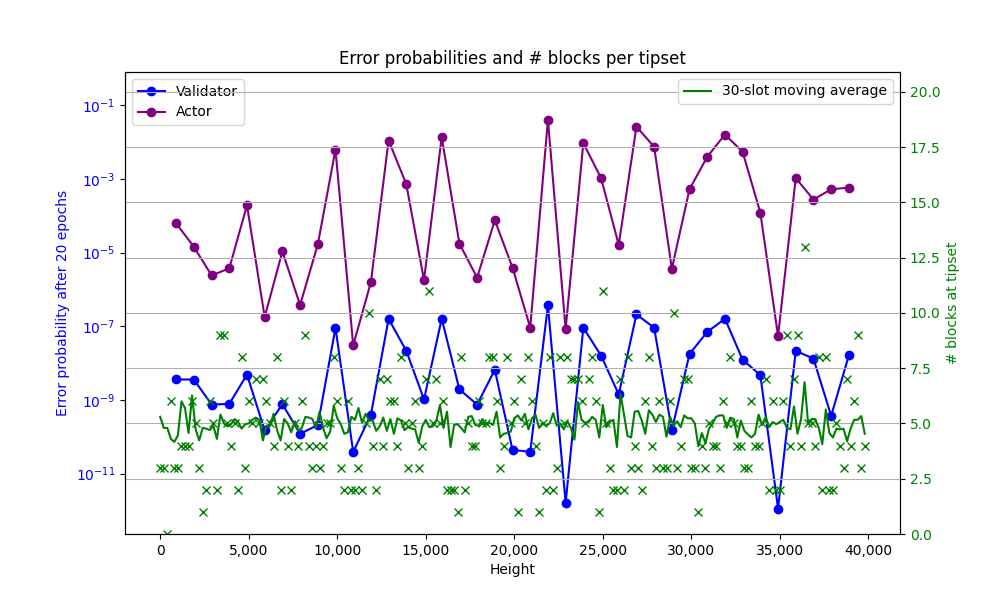 Error probabilities and # blocks per tipset
Validator
Actor
30-slot moving average
Error probability after 20 epochs
10⁻¹
10⁻³
10⁻⁵
10⁻⁷
10⁻⁹
10⁻¹¹
20.0
17.5
15.0
12.5
10.0
7.5
5.0
2.5
0.0
# blocks at tipset
0 5,000 10,000 15,000 20,000 25,000 30,000 35,000 40,000
Height